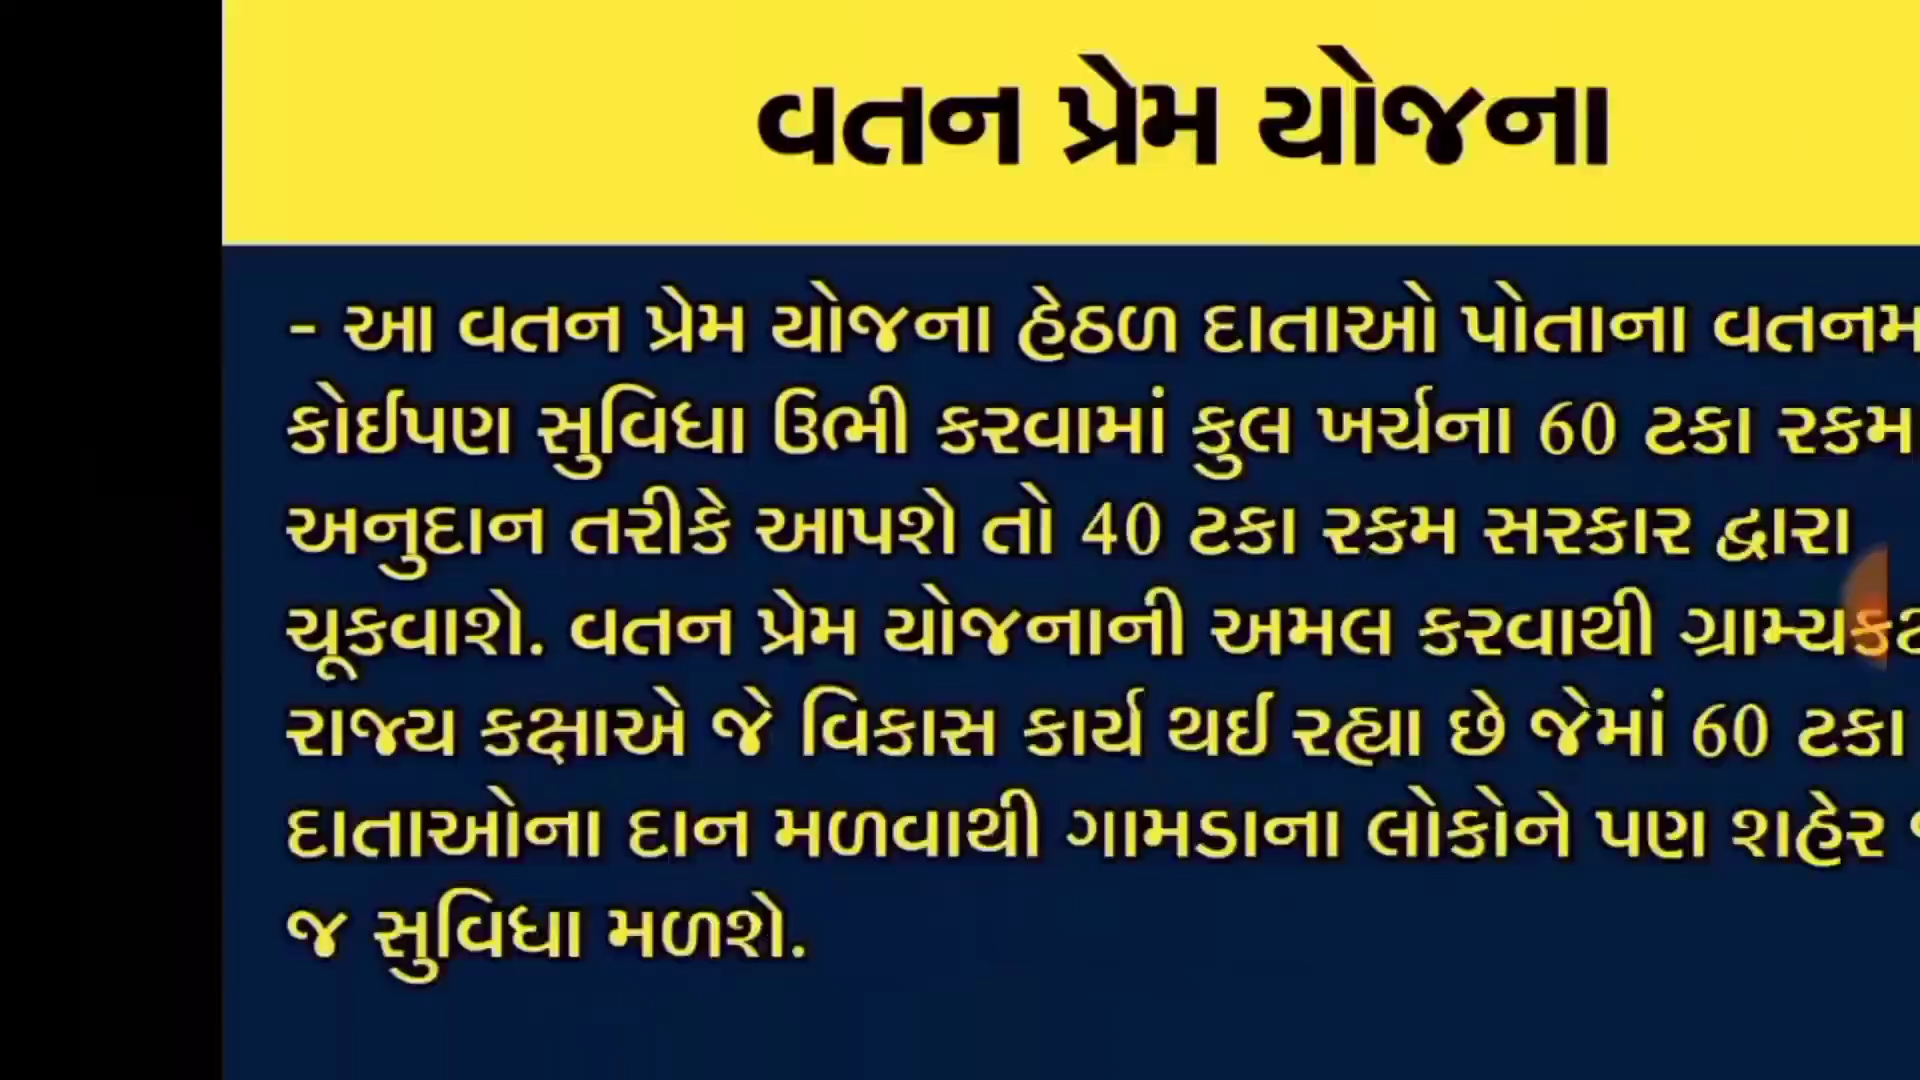 વતન પ્રેમ યોજના
- આ વતન પ્રેમ યોજના હેઠળ દાતાઓ પોતાના
કોઈપણ સુવિધા ઉભી કરવામાં કુલ ખર્ચના 60 ટકા રકમ
અનુદાન તરીકે આપશે તો 40 ટકા રકમ સરકાર દ્વારા
ચૂકવાશે. વતન પ્રેમ યોજનાની અમલ કરવાથી
રાજ્ય કક્ષાએ જે વિકાસ કાર્ય થઈ રહ્યા છે જેમાં 60 ટકા
દાતાઓના દાન મળવાથી ગામડાના લોકોને પણ શહેર
જ સુવિધા મળશે.